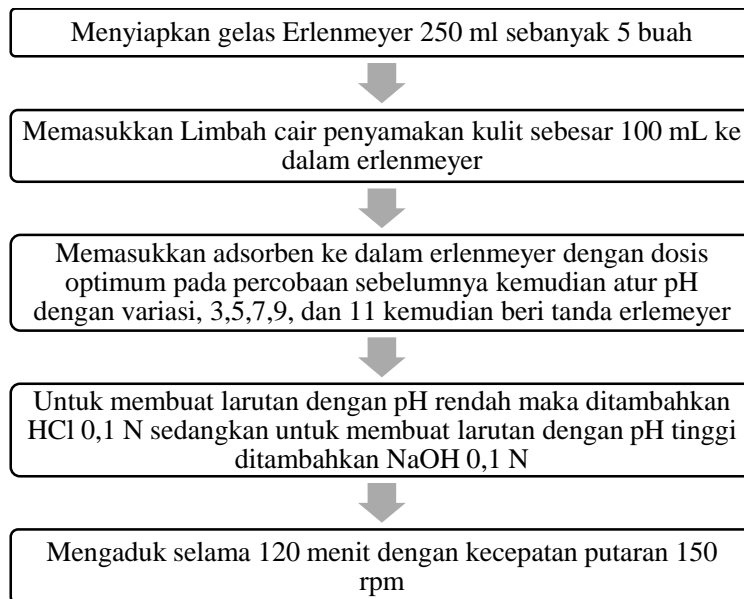 Menyiapkan gelas Erlenmeyer 250 ml sebanyak 5 buah
Memasukkan Limbah cair penyamakan kulit sebesar 100 mL ke
dalam erlenmeyer
Memasukkan adsorben ke dalam erlenmeyer dengan dosis
optimum pada percobaan sebelumnya kemudian atur pH
dengan variasi, 3,5,7,9, dan 11 kemudian beri tanda erlemeyer
Untuk membuat larutan dengan pH rendah maka ditambahkan
HCl 0,1 N sedangkan untuk membuat larutan dengan pH tinggi
ditambahkan NaOH 0,1 N
Mengaduk selama 120 menit dengan kecepatan putaran 150
rpm